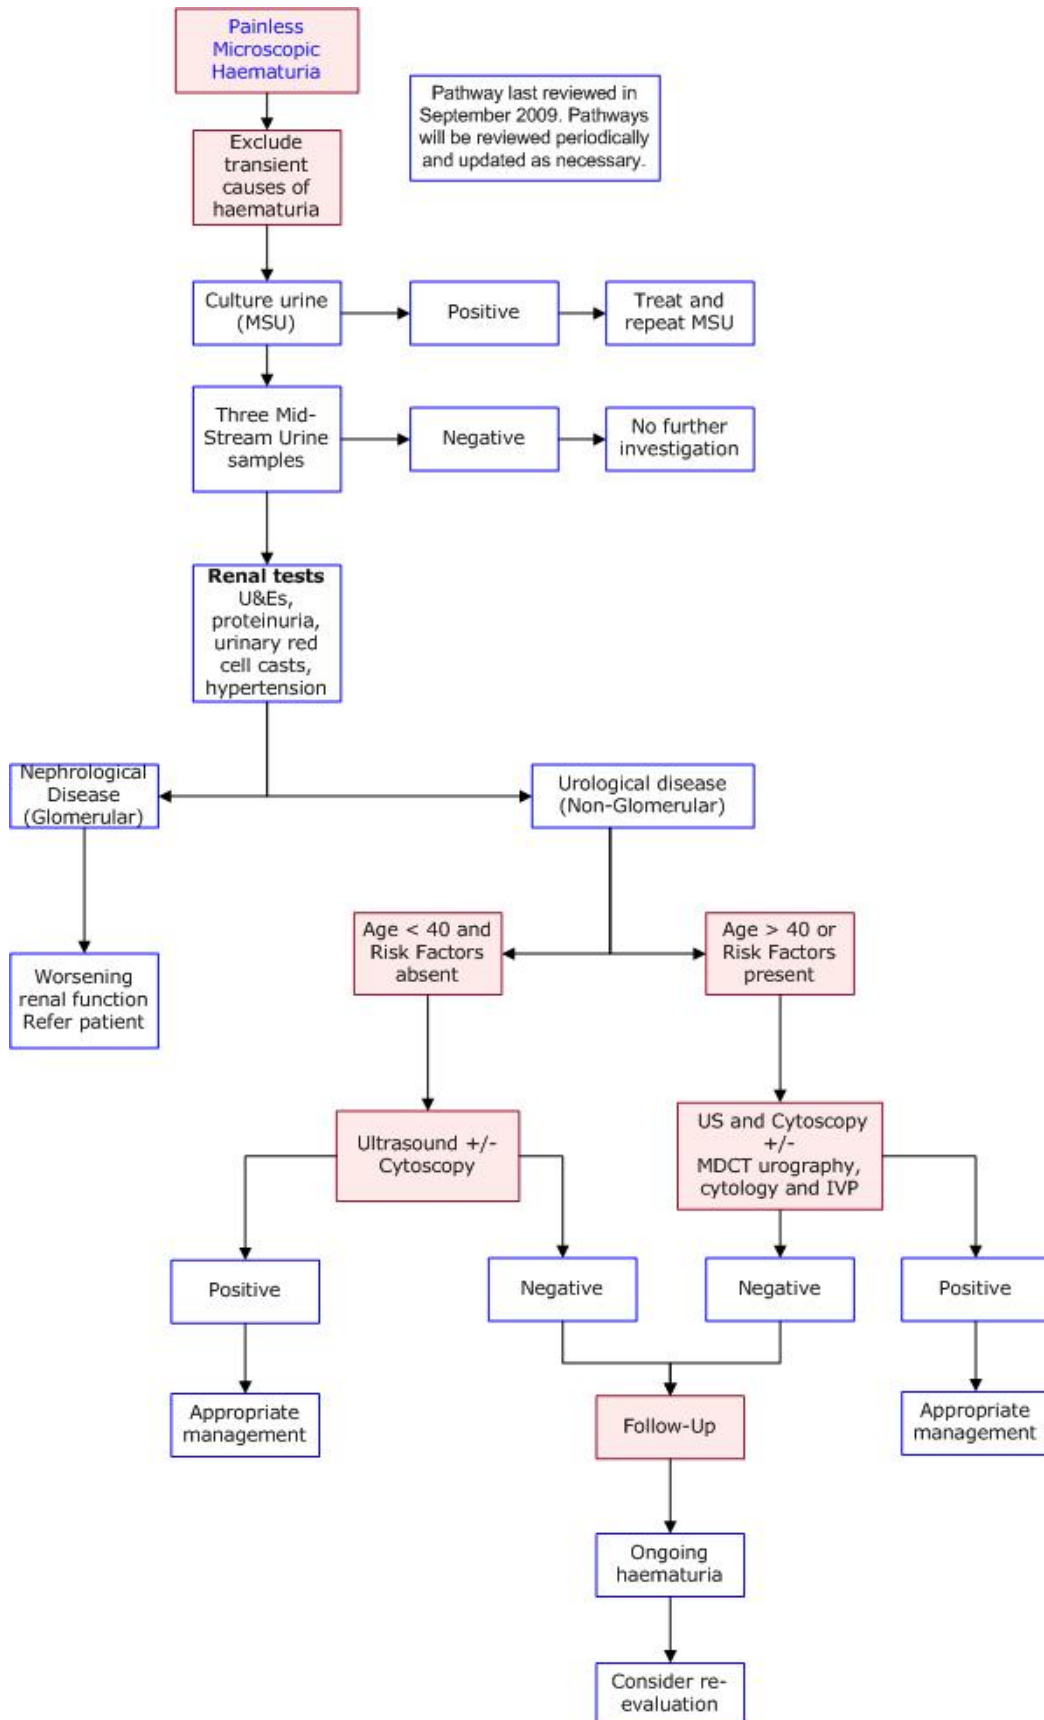 Painless
Microscopic
Haematuria
Pathway last reviewed in
September 2009. Pathways
will be reviewed periodically
and updated as necessary.
Exclude
transient
causes of
haematuria
Culture urine
(MSU)
Positive
Treat and
repeat MSU
Three Mid-
Stream Urine
samples
Negative
No further
investigation
Renal tests
U&Es,
proteinuria,
urinary red
cell casts,
hypertension
Nephrological
Disease
(Glomerular)
Urological disease
(Non-Glomerular)
Worsening
renal function
Refer patient
Age < 40 and
Risk Factors
absent
Age > 40 or
Risk Factors
present
Ultrasound +/-
Cytoscopy
US and Cytoscopy
+/-
MDCT urography,
cytology and IVP
Positive
Negative
Negative
Positive
Appropriate
management
Follow-Up
Appropriate
management
Ongoing
haematuria
Consider re-
evaluation